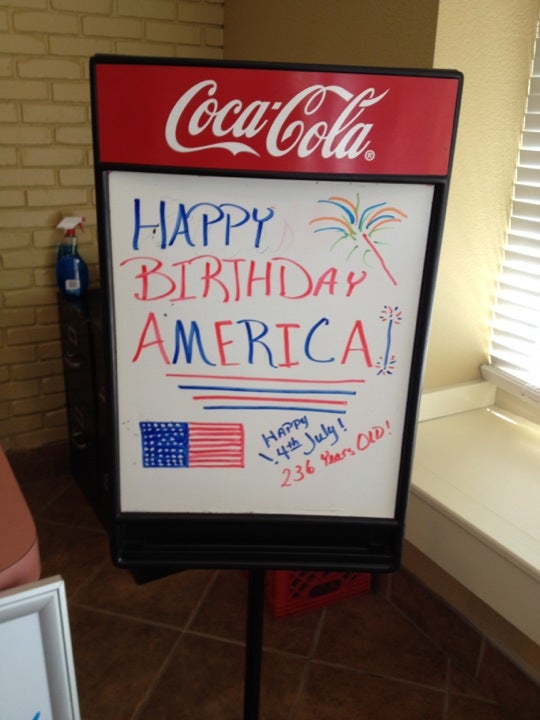 Coca-Cola®
HAPPY
BIRTHDAY
AMERICA
HAPPY
4th July!
236 Years OLD!